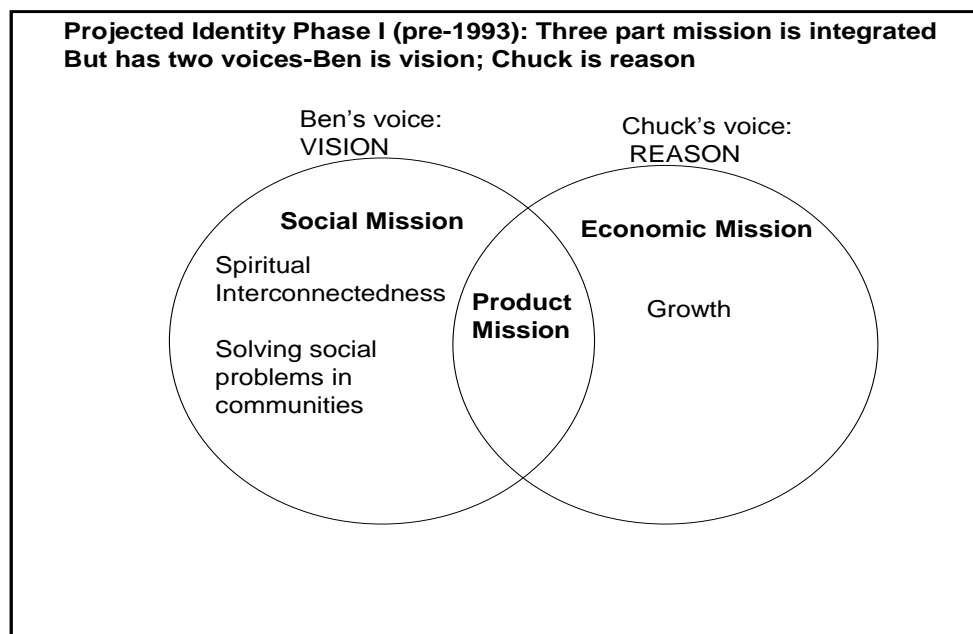 Projected Identity Phase I (pre-1993): Three part mission is integrated
But has two voices-Ben is vision; Chuck is reason
Ben’s voice:
VISION
Chuck’s voice:
REASON
Social Mission
Spiritual
Interconnectedness
Solving social
problems in
communities
Product
Mission
Economic Mission
Growth